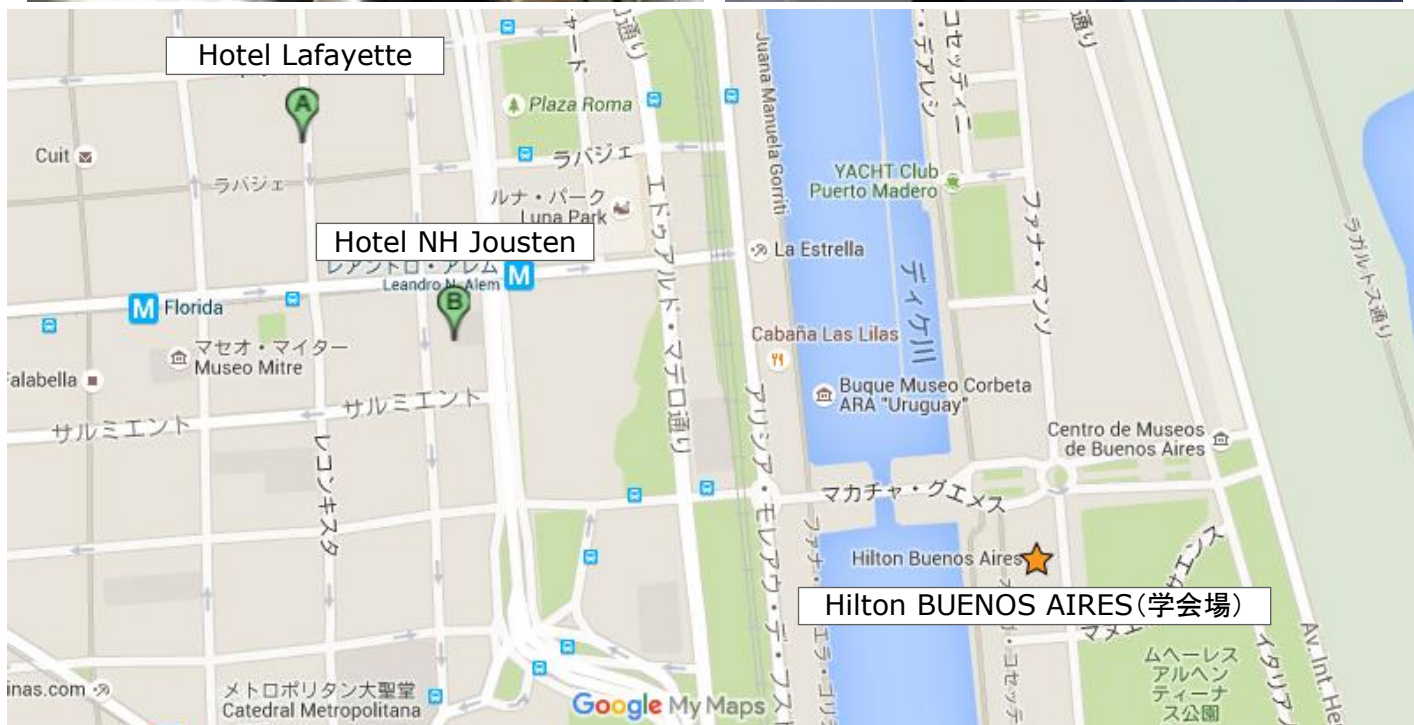 Hotel Lafayette
A
Plaza Roma
Cuit
ラバジェ
ラバジェ
ルナ・パーク
Luna Park
Hotel NH Jousten
レアンドロ・アレム
Leandro N. Alem
M
B
M
Florida
マセオ・マイター
Museo Mitre
サルミエント
サルミエント
レコンキスタ
メトロポリタン大聖堂
Catedral Metropolitana
エドゥアルド・マデロ通り
Juana Manuela Gorriti
La Estrella
Cabaña Las Lilas
アリシア・モレアウ・デ・フスト
YACHT Club
Puerto Madero
ディケ川
Buque Museo Corbeta
ARA "Uruguay"
ファナ・マンソ
ラガルトス通り
Centro de Museos
de Buenos Aires
マカチャ・グエメス
Hilton Buenos Aires
Hilton BUENOS AIRES（学会場）
ムヘーレス
アルヘン
ティーナ
ス公園
Google My Maps